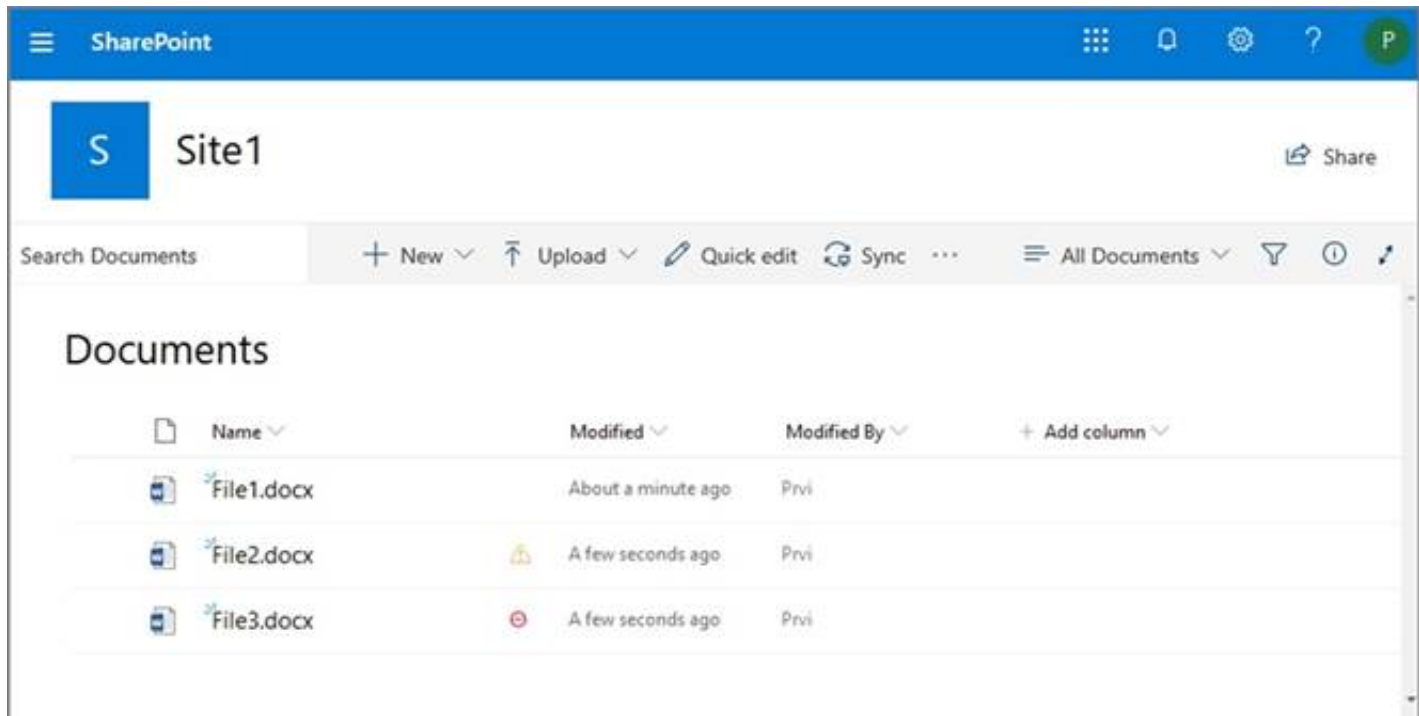 SharePoint ? P
S Site1 Share
Search Documents + New Upload Quick edit Sync ... All Documents
Documents
Name Modified Modified By + Add column
File1.docx About a minute ago Prvi
File2.docx A few seconds ago Prvi
File3.docx A few seconds ago Prvi